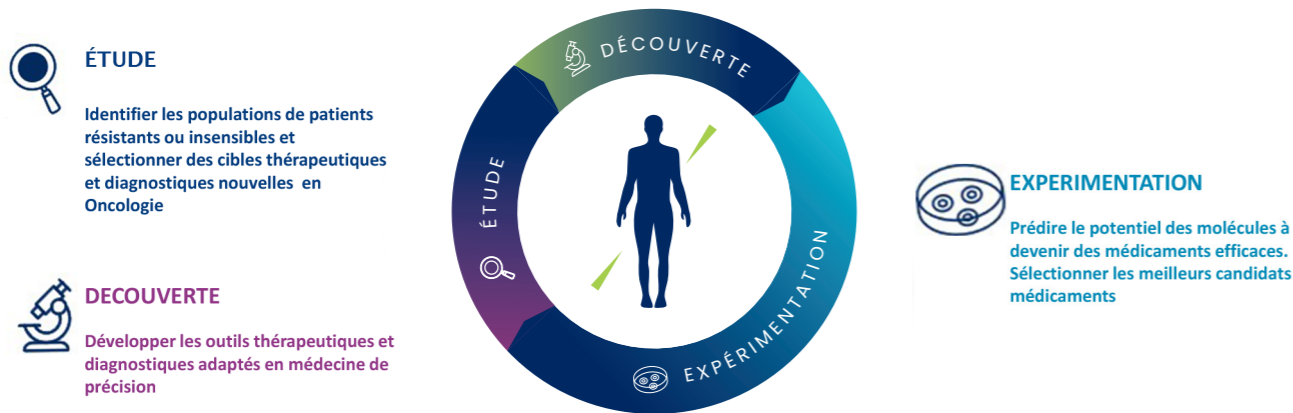 ÉTUDE
Identifier les populations de patients
résistants ou insensibles et
sélectionner des cibles thérapeutiques
et diagnostiques nouvelles en
Oncologie
DECOUVERTE
Développer les outils thérapeutiques et
diagnostiques adaptés en médecine de
précision
DÉCOUVERTE
ÉTUDE
EXPÉRIMENTATION
EXPERIMENTATION
Prédire le potentiel des molécules à
devenir des médicaments efficaces.
Sélectionner les meilleurs candidats
médicaments